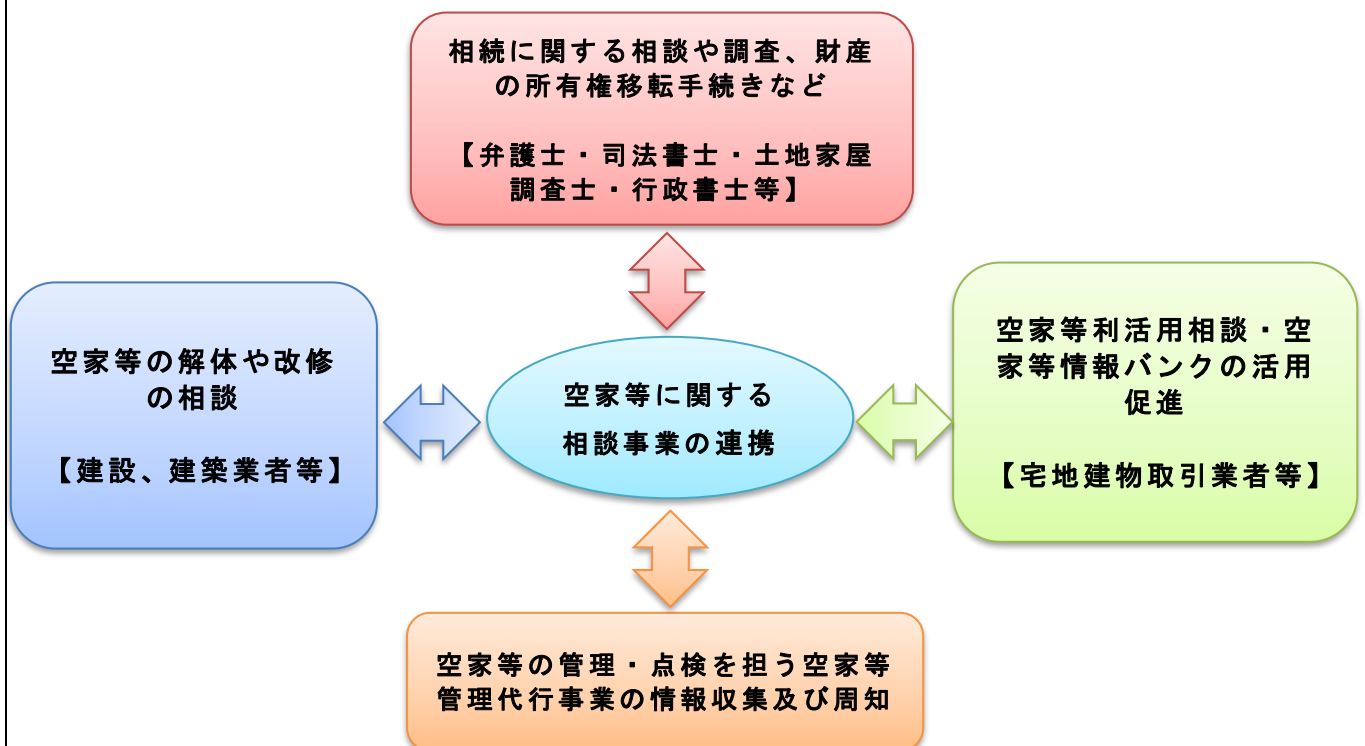 相続に関する相談や調査、財産
の所有権移転手続きなど
【弁護士・司法書士・土地家屋
調査士・行政書士等】
空家等の解体や改修
の相談
【建設、建築業者等】
空家等に関する
相談事業の連携
空家等利活用相談・空
家等情報バンクの活用
促進
【宅地建物取引業者等】
空家等の管理・点検を担う空家等
管理代行事業の情報収集及び周知